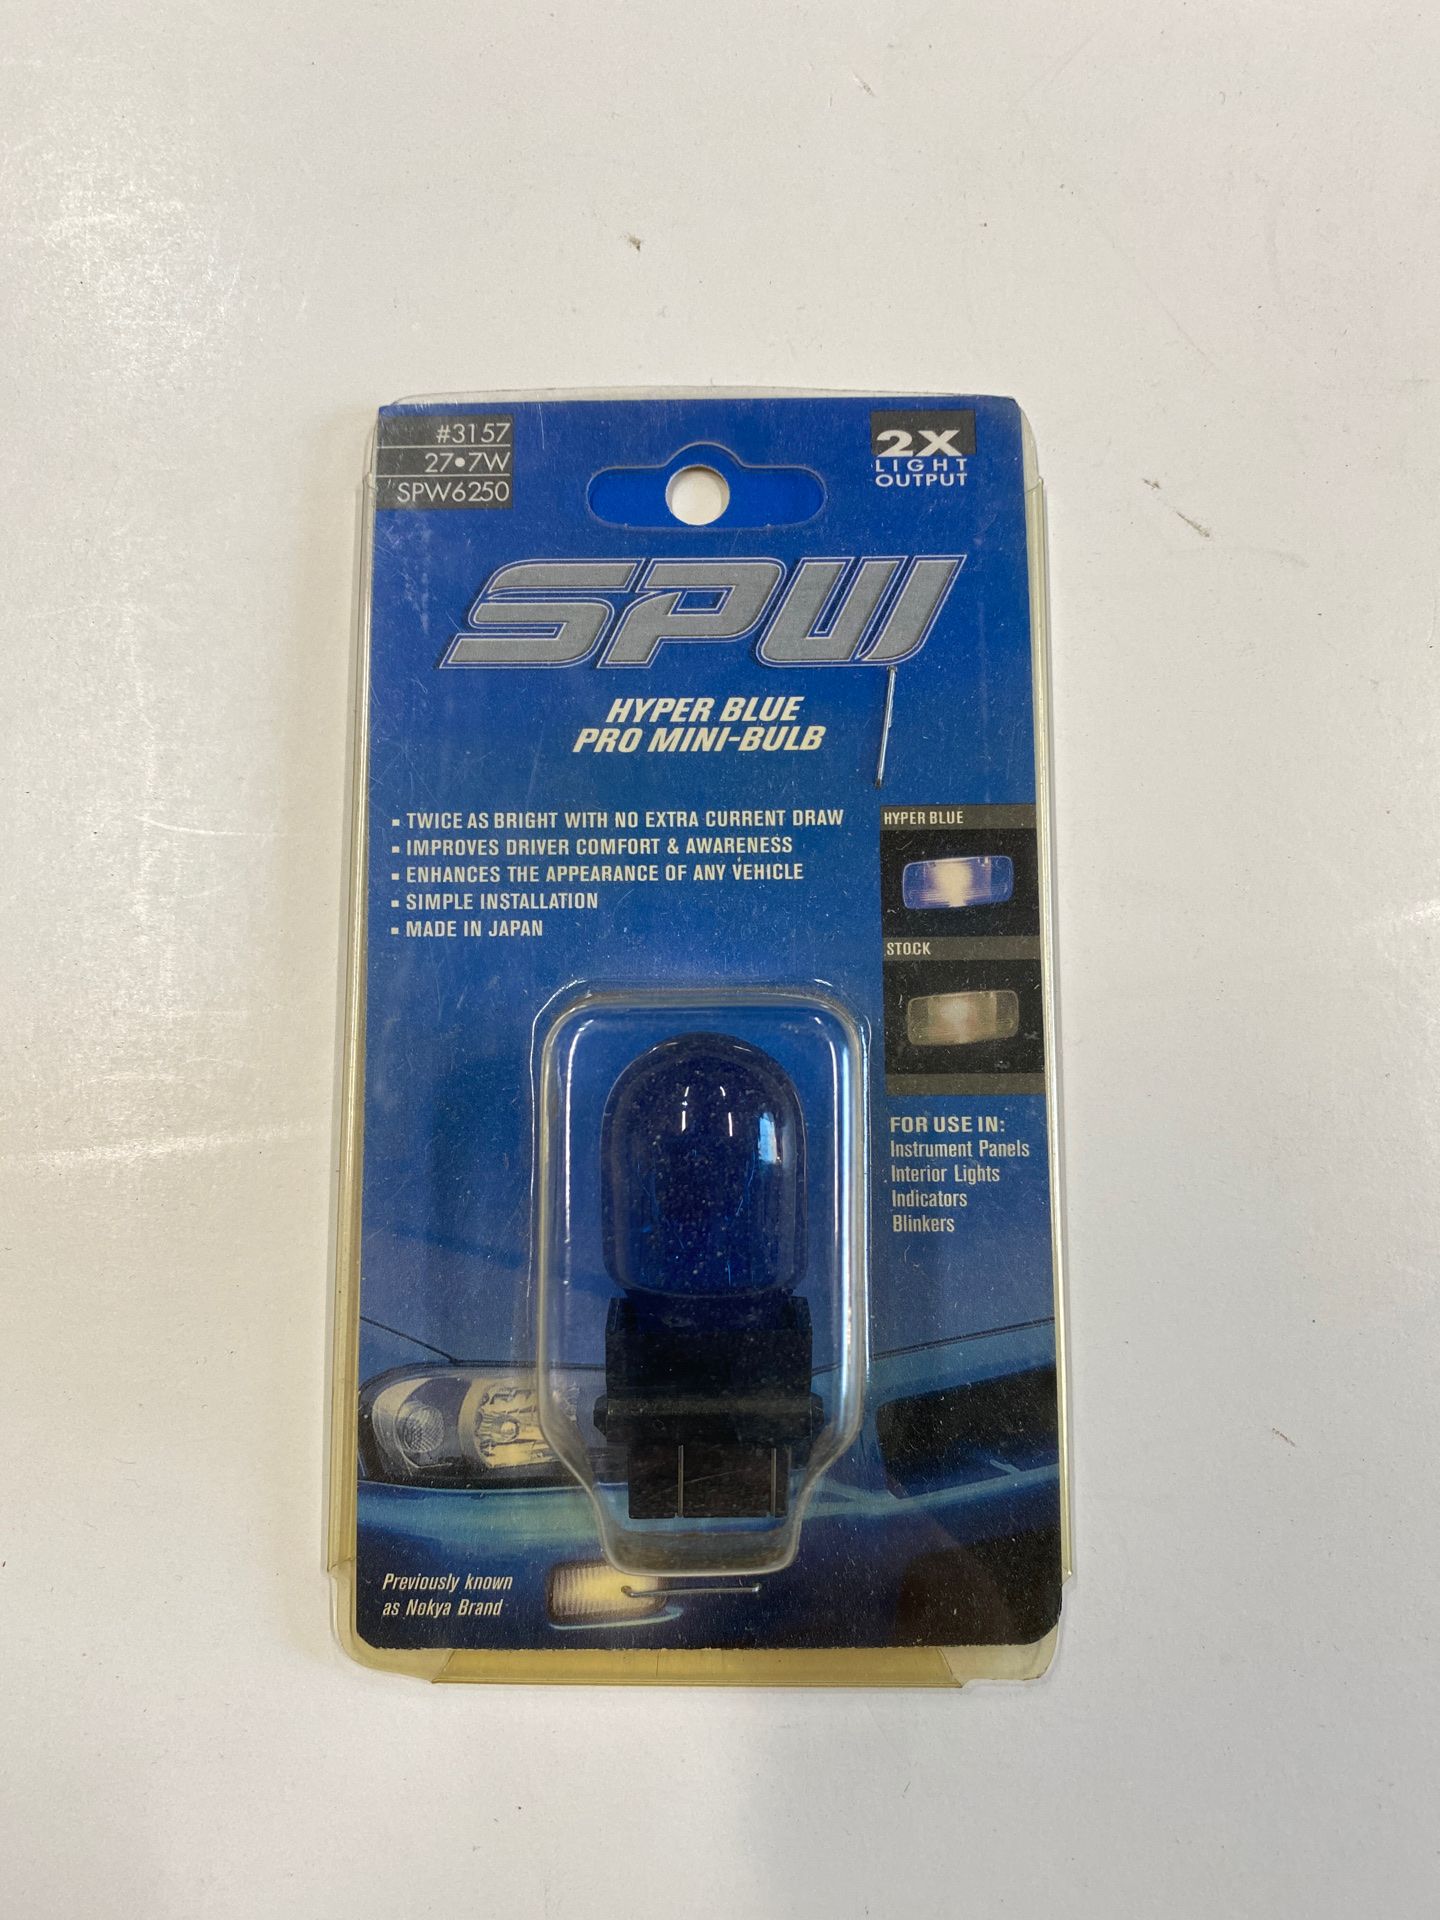 #3157
27•7W
SPW6250
2X
LIGHT
OUTPUT
SPW
HYPER BLUE
PRO MINI-BULB
▪ TWICE AS BRIGHT WITH NO EXTRA CURRENT DRAW
▪ IMPROVES DRIVER COMFORT & AWARENESS
▪ ENHANCES THE APPEARANCE OF ANY VEHICLE
▪ SIMPLE INSTALLATION
▪ MADE IN JAPAN
HYPER BLUE
STOCK
FOR USE IN:
Instrument Panels
Interior Lights
Indicators
Blinkers
Previously known
as Nokya Brand